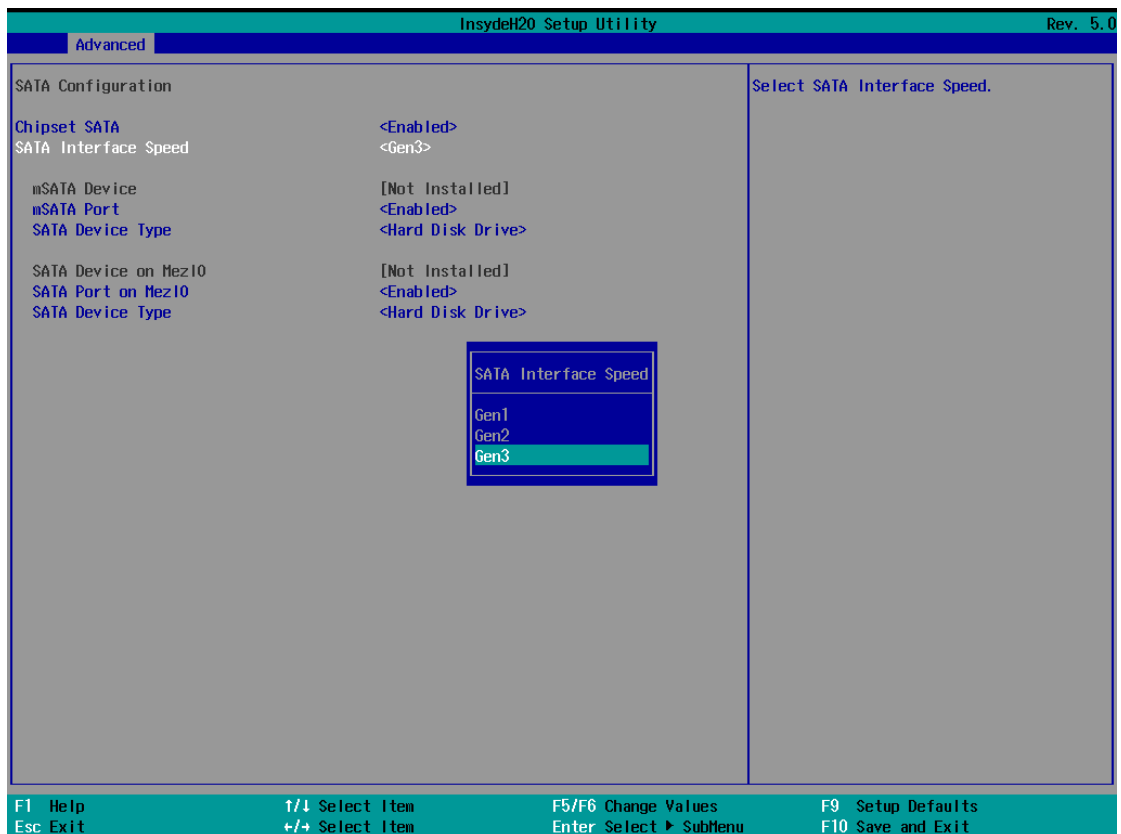 InsydeH20 Setup Utility Rev. 5.0
Advanced
SATA Configuration
Select SATA Interface Speed.
Chipset SATA <Enabled>
SATA Interface Speed <Gen3>
mSATA Device [Not Installed]
mSATA Port <Enabled>
SATA Device Type <Hard Disk Drive>
SATA Device on MezIO [Not Installed]
SATA Port on MezIO <Enabled>
SATA Device Type <Hard Disk Drive>
SATA Interface Speed
Gen1
Gen2
Gen3
F1 Help ↑/↓ Select Item F5/F6 Change Values F9 Setup Defaults
Esc Exit ←/→ Select Item Enter Select ▶ SubMenu F10 Save and Exit